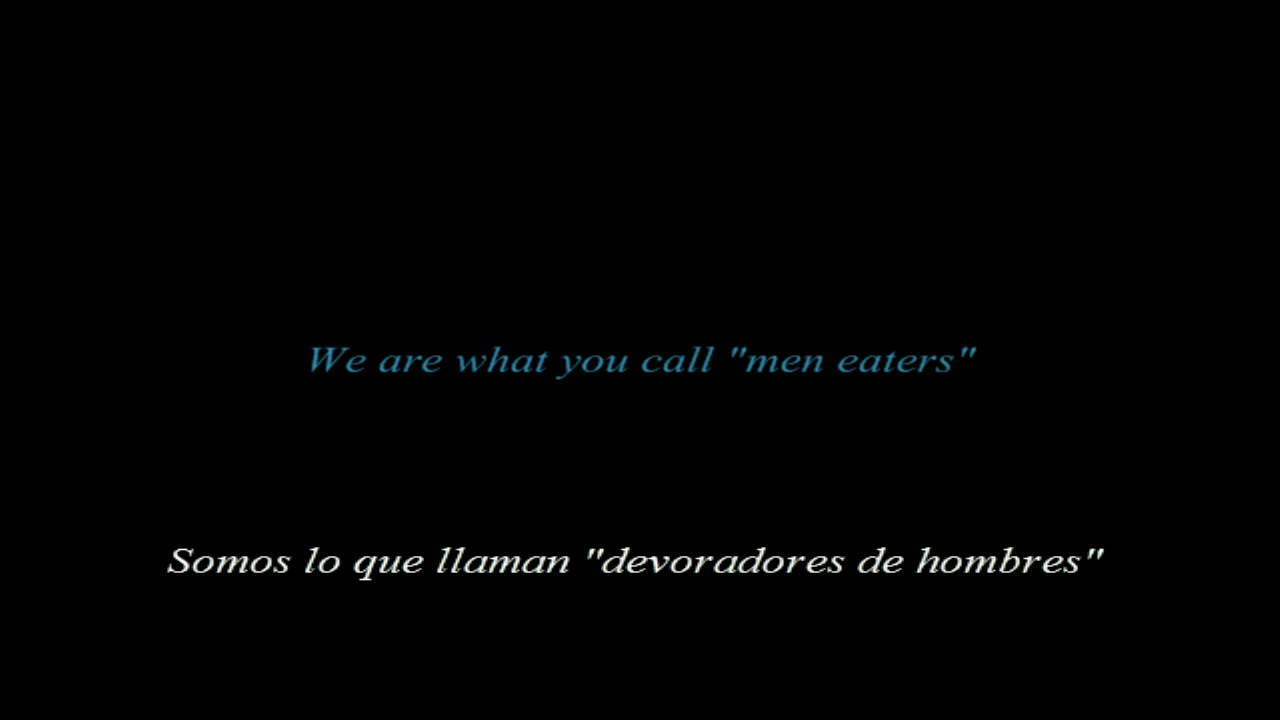 We are what you call "men eaters"
Somos lo que llaman "devoradores de hombres"